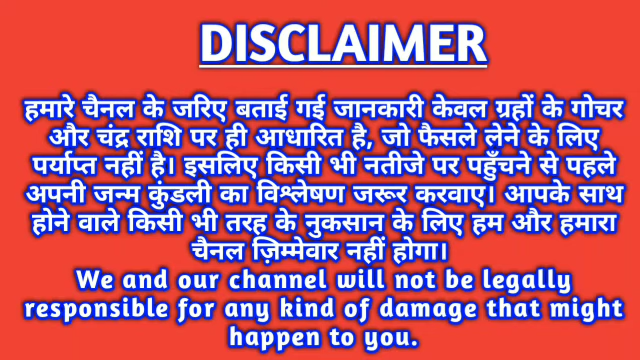 DISCLAIMER
हमारे चैनल के जरिए बताई गई जानकारी केवल ग्रहों के गोचर
और चंद्र राशि पर ही आधारित है, जो फैसले लेने के लिए
पर्याप्त नहीं है। इसलिए किसी भी नतीजे पर पहुँचने से पहले
अपनी जन्म कुंडली का विश्लेषण जरूर करवाए। आपके साथ
होने वाले किसी भी तरह के नुकसान के लिए हम और हमारा
चैनल ज़िम्मेवार नहीं होगा।
We and our channel will not be legally
responsible for any kind of damage that might
happen to you.